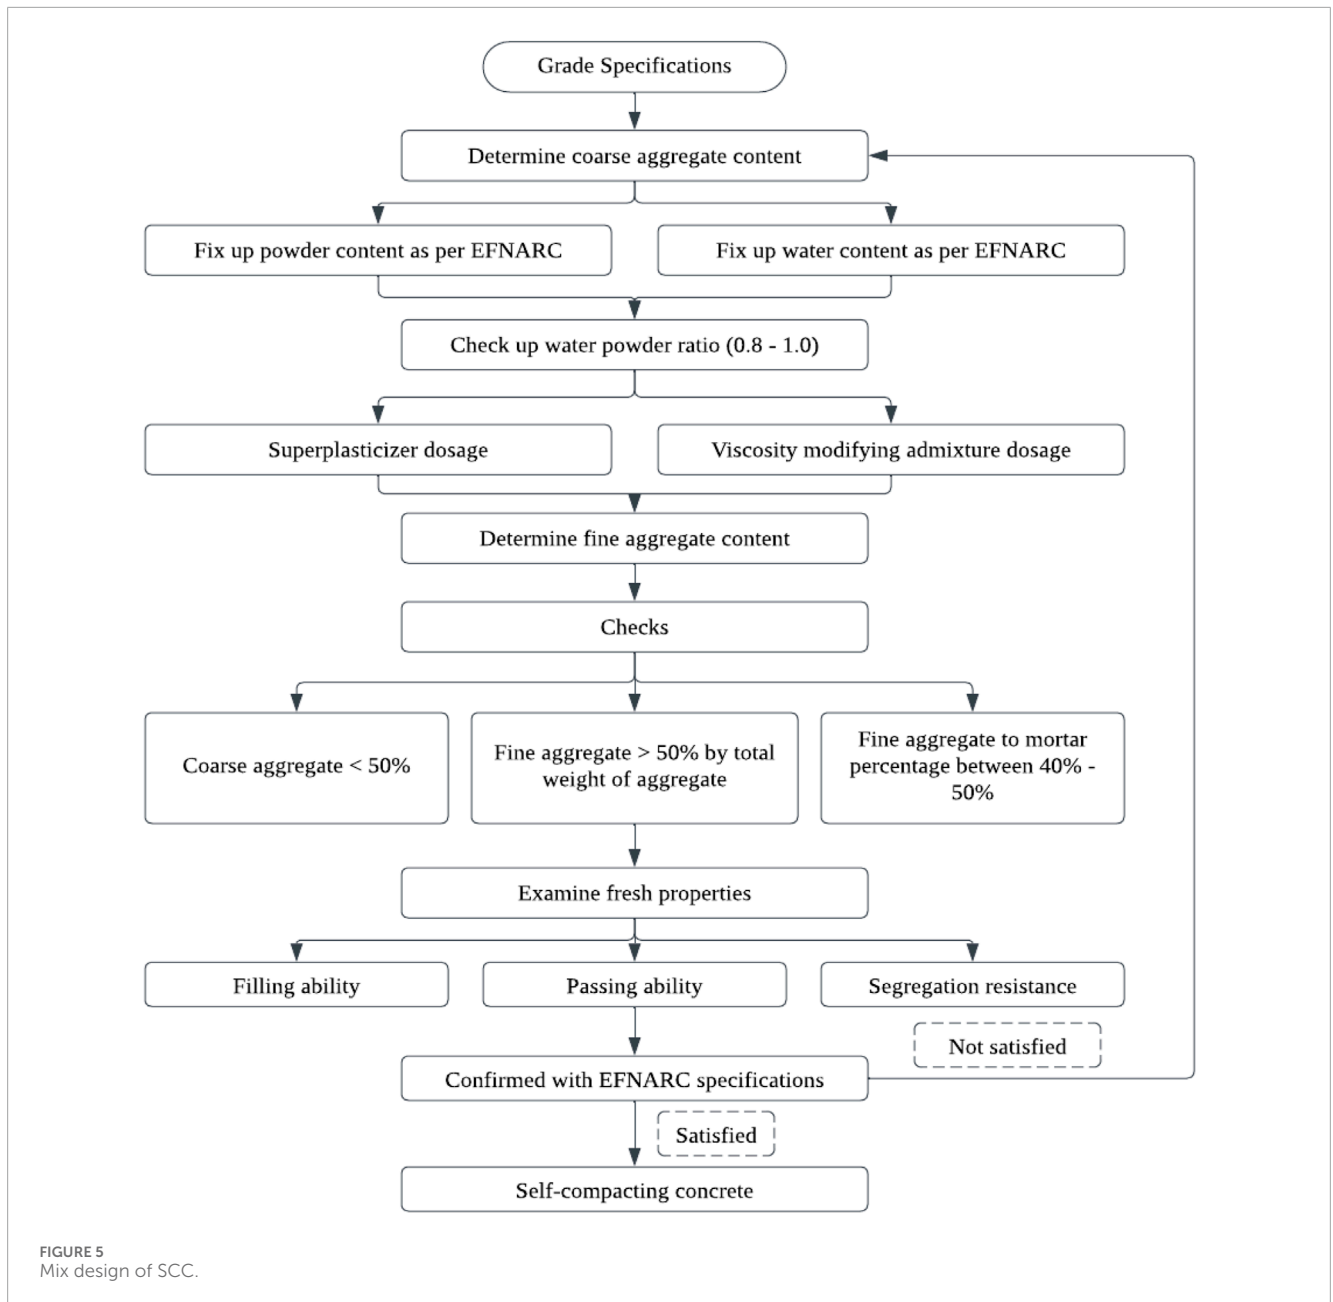 Grade Specifications
Determine coarse aggregate content
Fix up powder content as per EFNARC
Fix up water content as per EFNARC
Check up water powder ratio (0.8 - 1.0)
Superplasticizer dosage
Viscosity modifying admixture dosage
Determine fine aggregate content
Checks
Coarse aggregate < 50%
Fine aggregate > 50% by total
weight of aggregate
Fine aggregate to mortar
percentage between 40% -
50%
Examine fresh properties
Filling ability
Passing ability
Segregation resistance
Not satisfied
Confirmed with EFNARC specifications
Satisfied
Self-compacting concrete
FIGURE 5
Mix design of SCC.